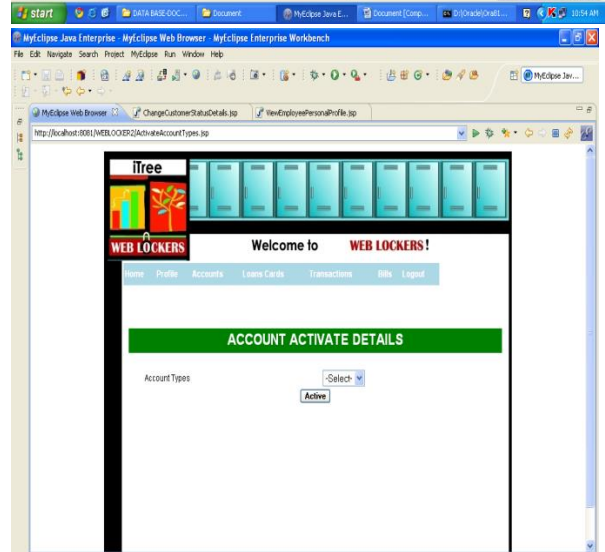 start
DATA BASE-DOC...
Document
MyEclipse Java E...
Document [Comp...
D:\Oracle\Ora81...
10:54 AM
MyEclipse Java Enterprise - MyEclipse Web Browser - MyEclipse Enterprise Workbench
File Edit Navigate Search Project MyEclipse Run Window Help
MyEclipse Jav...
MyEclipse Web Browser
ChangeCustomerStatusDetails.jsp
ViewEmployeePersonalProfile.jsp
http://localhost:8081/WEBLOCKER2/ActivateAccountTypes.jsp
iTree
WEB LOCKERS
Welcome to WEB LOCKERS!
Home Profile Accounts Loans Cards Transactions Bills Logout
ACCOUNT ACTIVATE DETAILS
Account Types
-Select-
Active